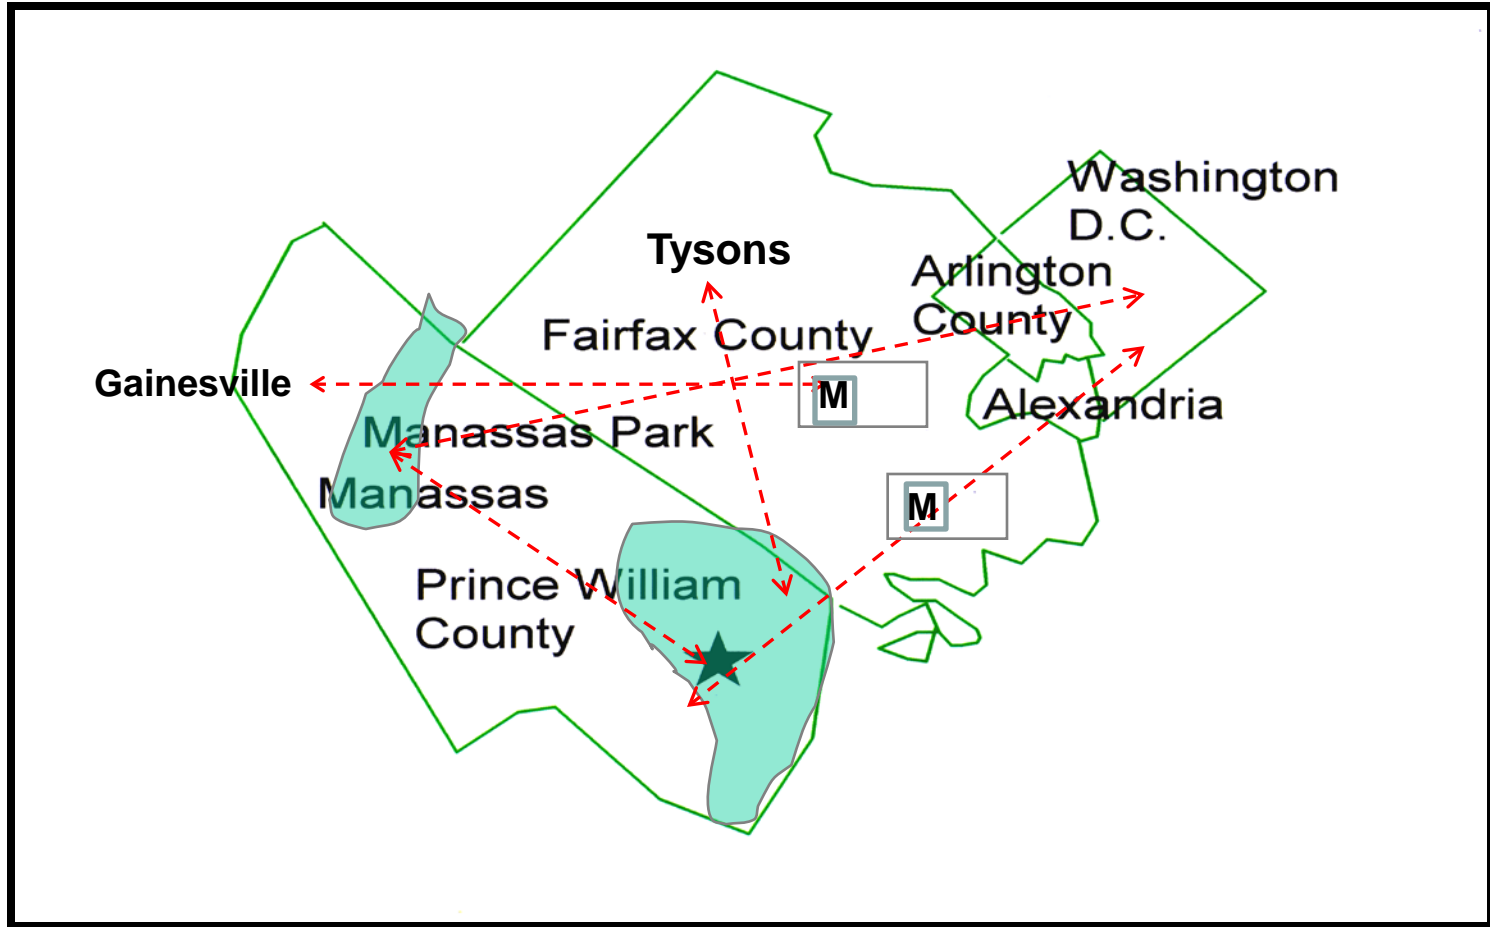 Washington
D.C.
Tysons
Arlington
County
Fairfax County
Gainesville
M
Alexandria
Manassas Park
Manassas
M
Prince William
County